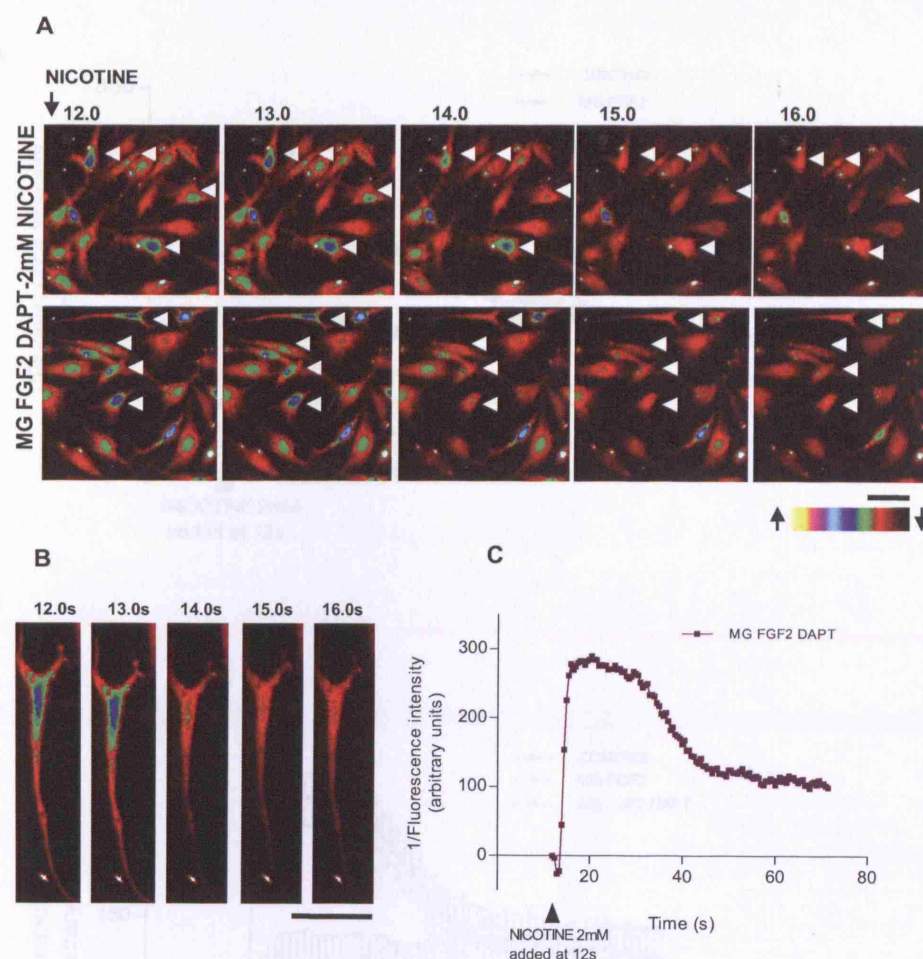 A
NICOTINE
12.0 13.0 14.0 15.0 16.0
MG FGF2 DAPT-2mM NICOTINE
B
12.0s 13.0s 14.0s 15.0s 16.0s
C
MG FGF2 DAPT
1/Fluorescence intensity
(arbitrary units)
300
200
100
0
20 40 60 80
Time (s)
NICOTINE 2mM
added at 12s